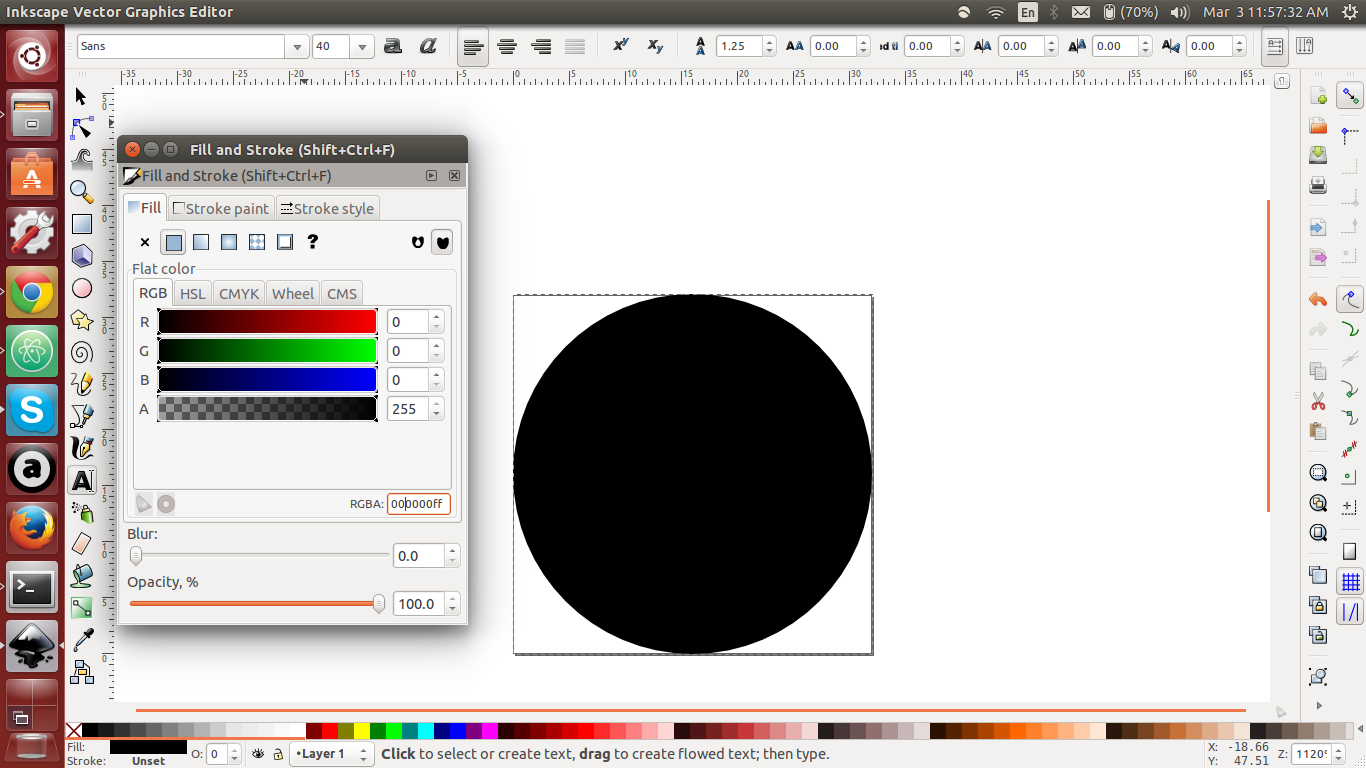 Inkscape Vector Graphics Editor
En (70%) Mar 3 11:57:32 AM
Sans 40 1.25 0.00 0.00 0.00 0.00 0.00
-35 -30 -25 -20 -15 -10 -5 0 5 10 15 20 25 30 35 40 45 50 55 60 65
Fill and Stroke (Shift+Ctrl+F)
Fill and Stroke (Shift+Ctrl+F)
Fill Stroke paint Stroke style
Flat color
RGB HSL CMYK Wheel CMS
R 0
G 0
B 0
A 255
RGBA: 000000ff
Blur:
0.0
Opacity, %
100.0
Fill:
Stroke: Unset
O: 0
•Layer 1
Click to select or create text, drag to create flowed text; then type.
X: -18.66
Y: 47.51
Z: 1120%